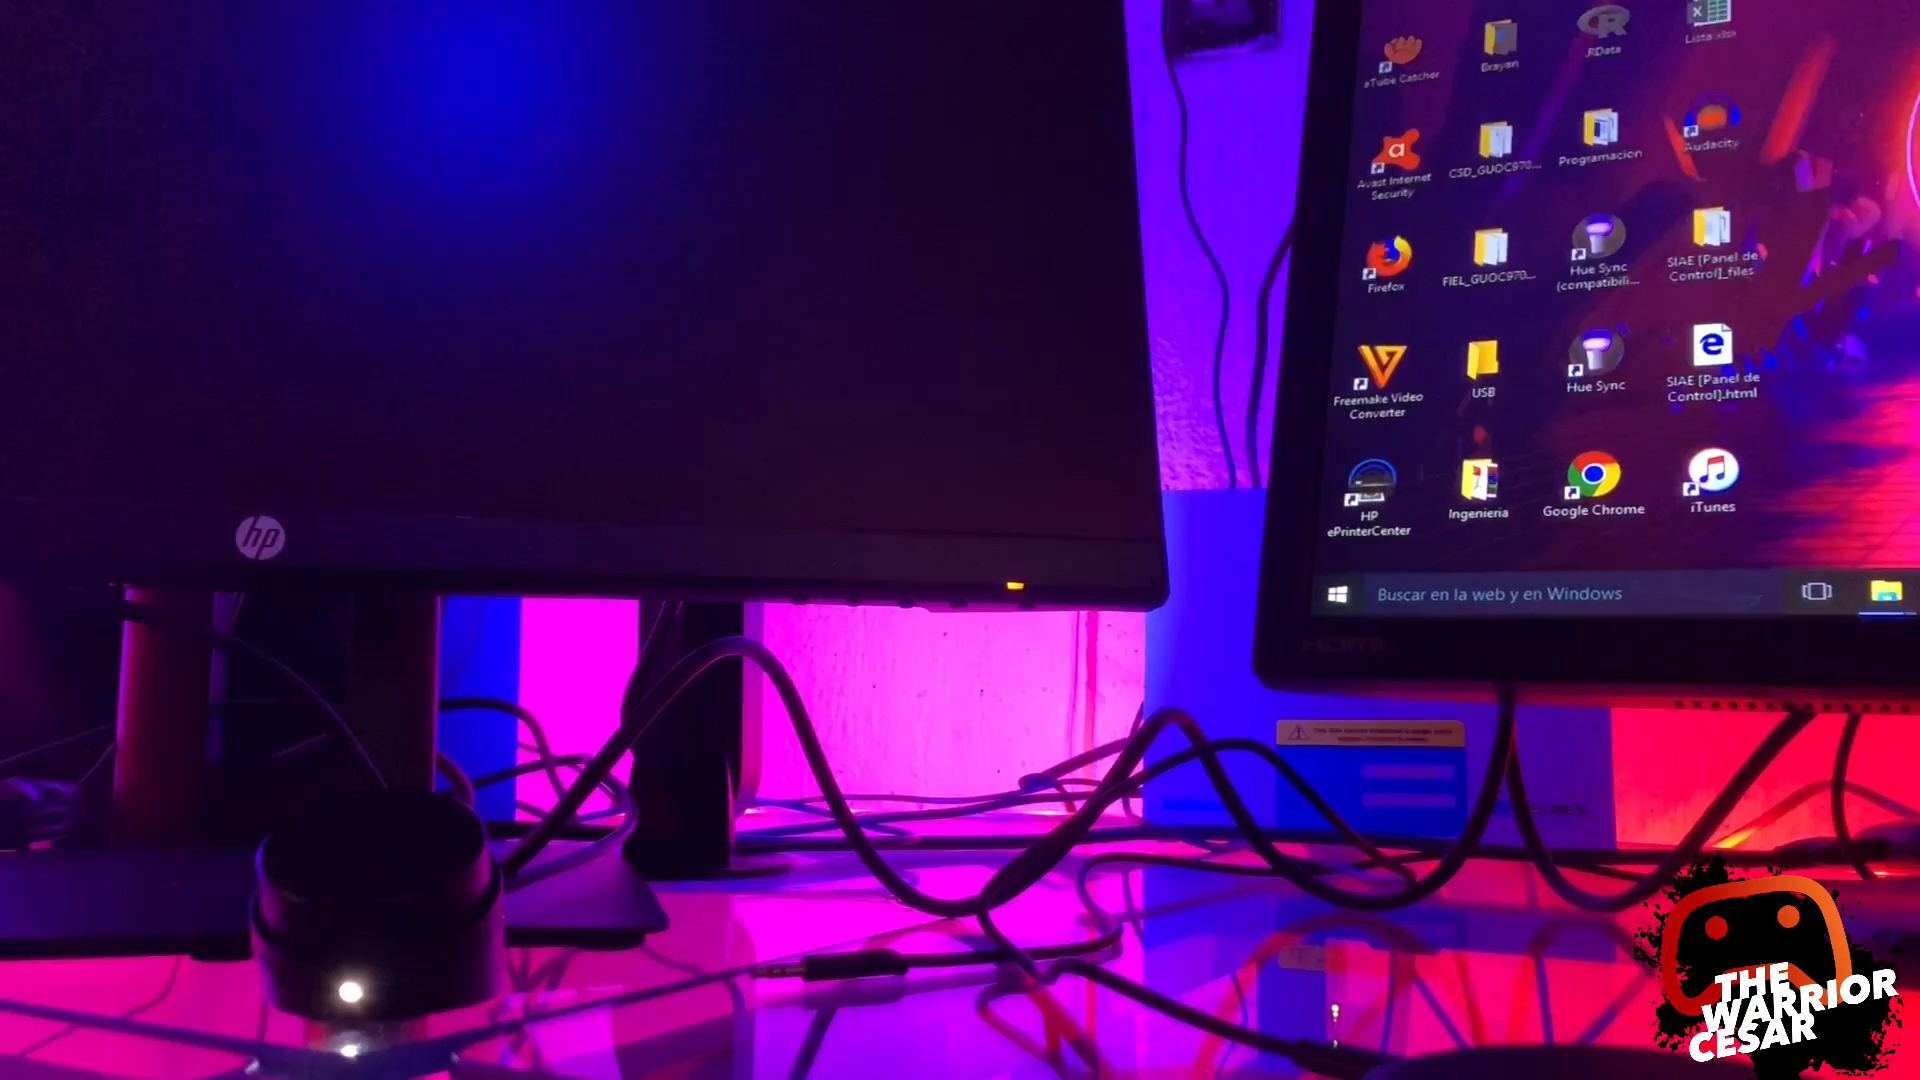 hp
aTube Catcher
Brayan
.RData
Lista.xlsx
Avast Internet
Security
CSD_GUOC970...
Programacion
Audacity
Firefox
FIEL_GUOC970...
Hue Sync
(compatibili...
SIAE [Panel de
Control]_files
Freemake Video
Converter
USB
Hue Sync
SIAE [Panel de
Control].html
HP
ePrinterCenter
Ingenieria
Google Chrome
iTunes
Buscar en la web y en Windows
HDMI
THE
WARRIOR
CESAR